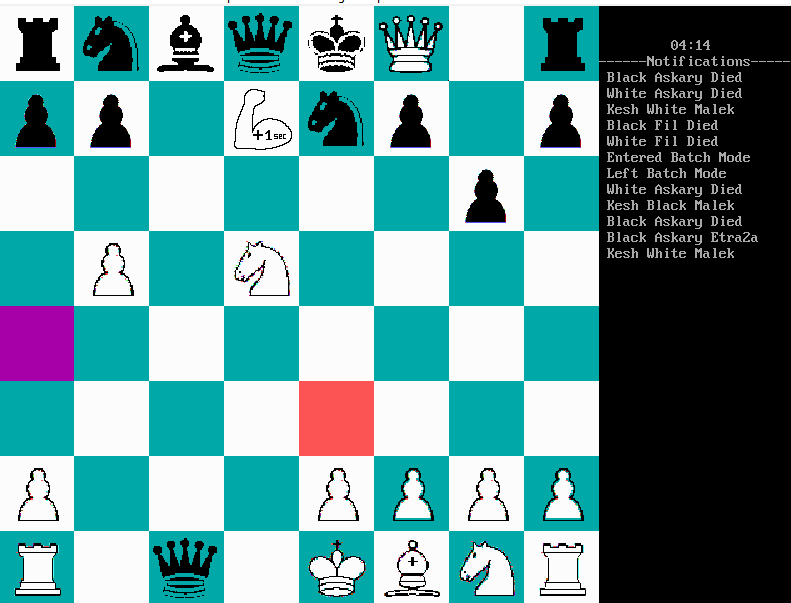 +1sec
04:14
------Notifications-----
Black Askary Died
White Askary Died
Kesh White Malek
Black Fil Died
White Fil Died
Entered Batch Mode
Left Batch Mode
White Askary Died
Kesh Black Malek
Black Askary Died
Black Askary Etra2a
Kesh White Malek